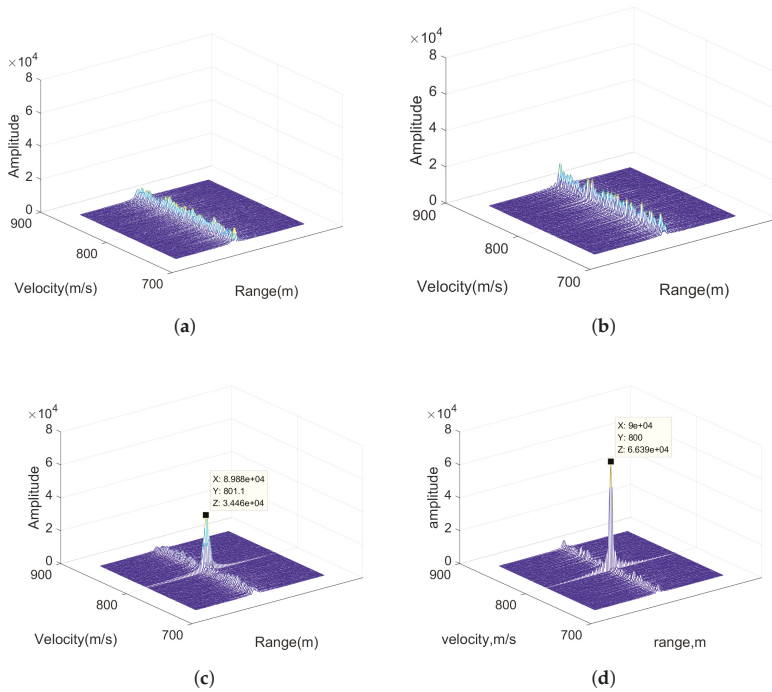 ×10⁴
8
6
4
2
0
Amplitude
900
800
700
Velocity(m/s)
Range(m)
(a)
×10⁴
8
6
4
2
0
Amplitude
900
800
700
Velocity(m/s)
Range(m)
(b)
×10⁴
8
6
4
2
0
Amplitude
X: 8.988e+04
Y: 801.1
Z: 3.446e+04
900
800
700
Velocity(m/s)
Range(m)
(c)
×10⁴
8
6
4
2
0
amplitude
X: 9e+04
Y: 800
Z: 6.639e+04
900
800
700
velocity,m/s
range,m
(d)